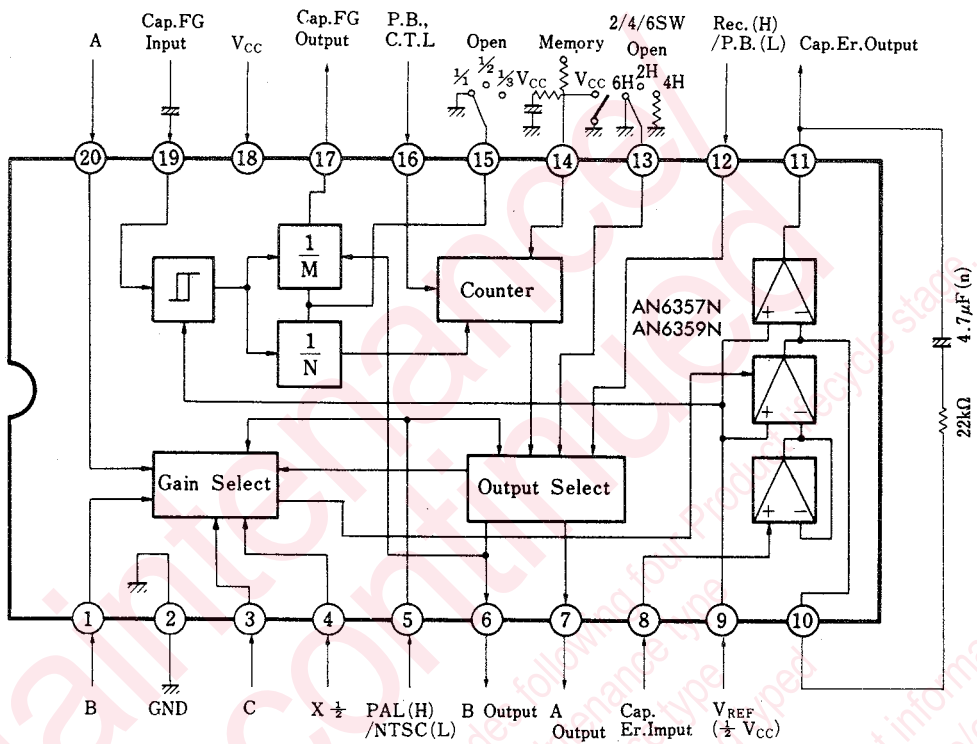 A
Cap.FG
Input
VCC
Cap.FG
Output
P.B.,
C.T.L
Open
1/1
1/2
1/3
Memory
VCC
VCC
2/4/6SW
Open
6H
2H
4H
Rec.(H)
/P.B.(L)
Cap.Er.Output
20
19
18
17
16
15
14
13
12
11
1/M
Counter
AN6357N
AN6359N
1/N
+ −
+ −
+ −
4.7μF(n)
22kΩ
Gain Select
Output Select
1
2
3
4
5
6
7
8
9
10
B
GND
C
X ½
PAL(H)
/NTSC(L)
B Output
A
Output
Cap.
Er.Imput
VREF
(½ VCC)
maintenance/
continued